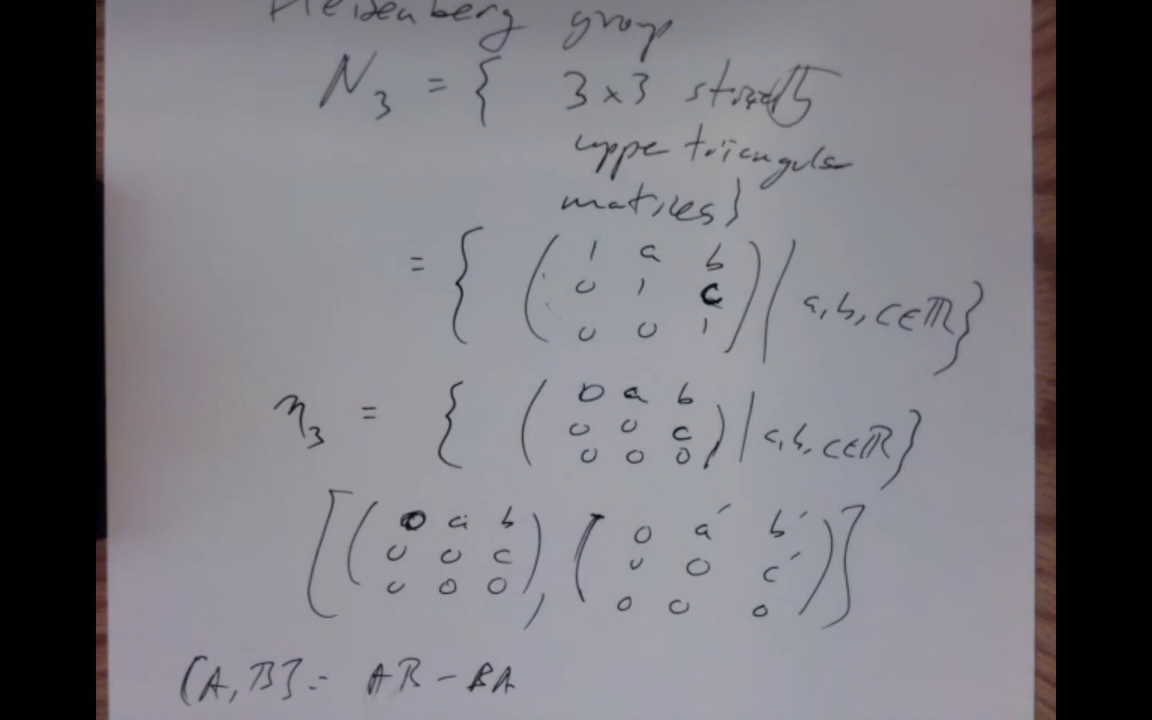 Heisenberg group
N_3 = { 3 x 3 strictly
upper triangular
matrices }
= { ( 1 a b
0 1 c
0 0 1 ) | a, b, c ∈ ℝ }
n_3 = { ( 0 a b
0 0 c
0 0 0 ) | a, b, c ∈ ℝ }
[ ( 0 a b
0 0 c
0 0 0 ) , ( 0 a' b'
0 0 c'
0 0 0 ) ]
[A, B] = AB - BA